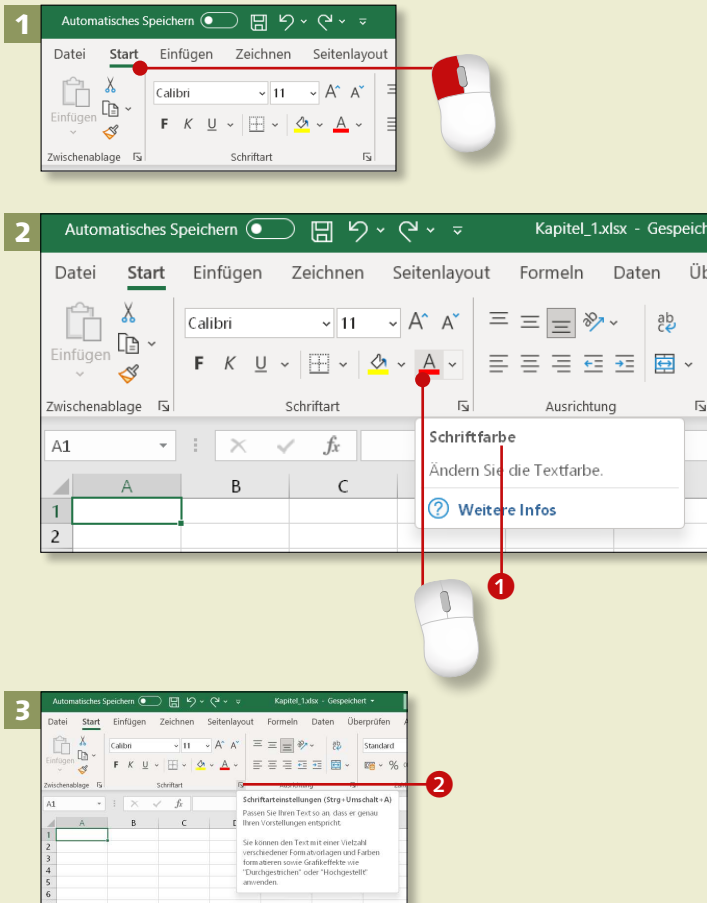 1
Automatisches Speichern
Datei Start Einfügen Zeichnen Seitenlayout
Einfügen
Calibri 11 A A
F K U A
Zwischenablage Schriftart
2
Automatisches Speichern Kapitel_1.xlsx - Gespeich
Datei Start Einfügen Zeichnen Seitenlayout Formeln Daten Üb
Einfügen
Calibri 11 A A ab
F K U A
Zwischenablage Schriftart Ausrichtung
A1 fx
Schriftfarbe
Ändern Sie die Textfarbe.
Weitere Infos
A B C
1
2
1
3
Automatisches Speichern Kapitel_1.xlsx - Gespeichert
Datei Start Einfügen Zeichnen Seitenlayout Formeln Daten Überprüfen A
Einfügen
Calibri 11 A A Standard
F K U A %
Zwischenablage Schriftart Ausrichtung
2
A1 fx
Schriftarteinstellungen (Strg+Umschalt+A)
Passen Sie Ihren Text so an, dass er genau
Ihren Vorstellungen entspricht.
Sie können den Text mit einer Vielzahl
verschiedener Formatvorlagen und Farben
formatieren sowie Grafikeffekte wie
"Durchgestrichen" oder "Hochgestellt"
anwenden.
A B C
1
2
3
4
5
6